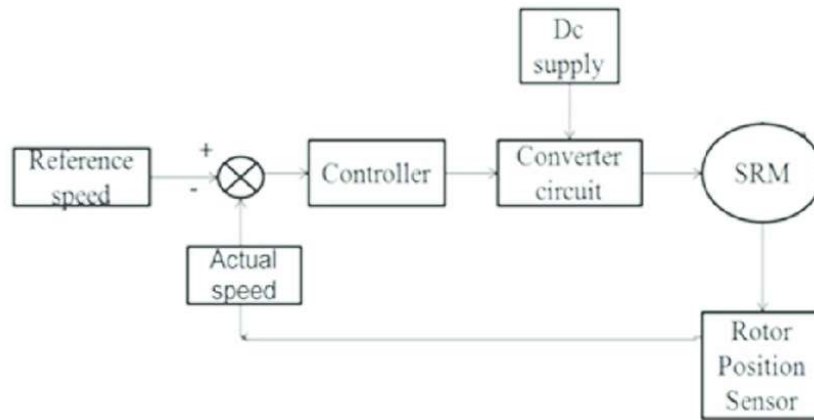 Dc
supply
+
Reference
speed
-
Controller
Converter
circuit
SRM
Actual
speed
Rotor
Position
Sensor